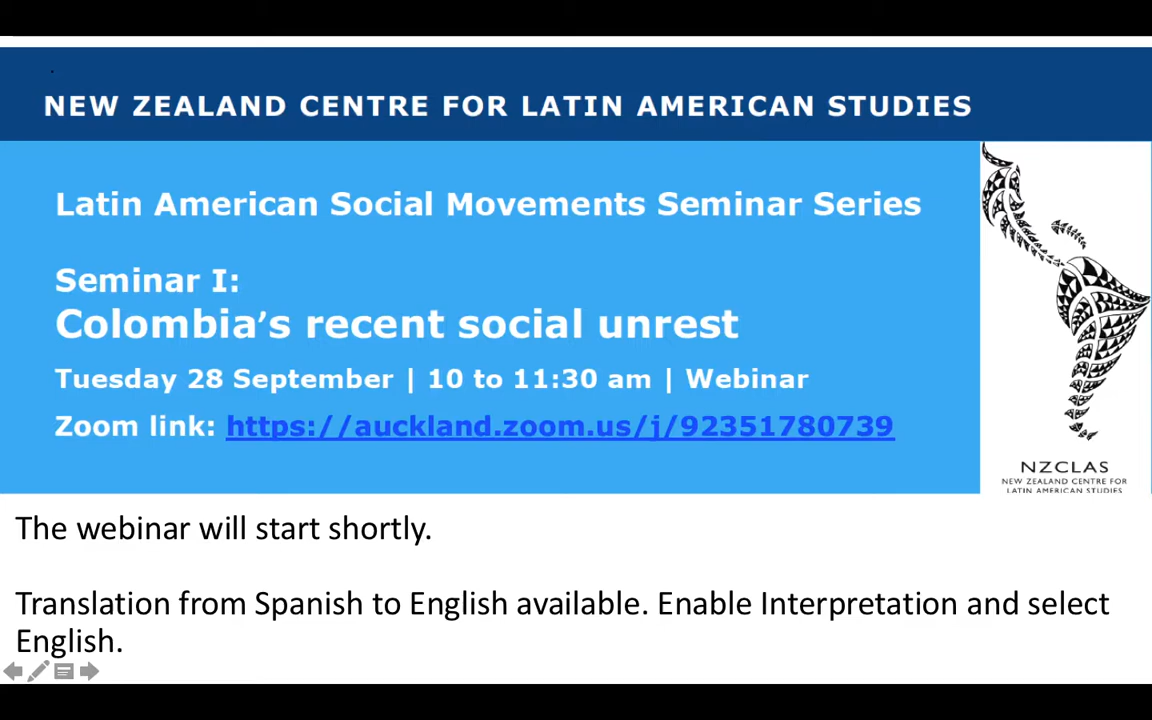 NEW ZEALAND CENTRE FOR LATIN AMERICAN STUDIES
Latin American Social Movements Seminar Series
Seminar I:
Colombia's recent social unrest
Tuesday 28 September | 10 to 11:30 am | Webinar
Zoom link: https://auckland.zoom.us/j/92351780739
NZCLAS
NEW ZEALAND CENTRE FOR
LATIN AMERICAN STUDIES
The webinar will start shortly.
Translation from Spanish to English available. Enable Interpretation and select
English.